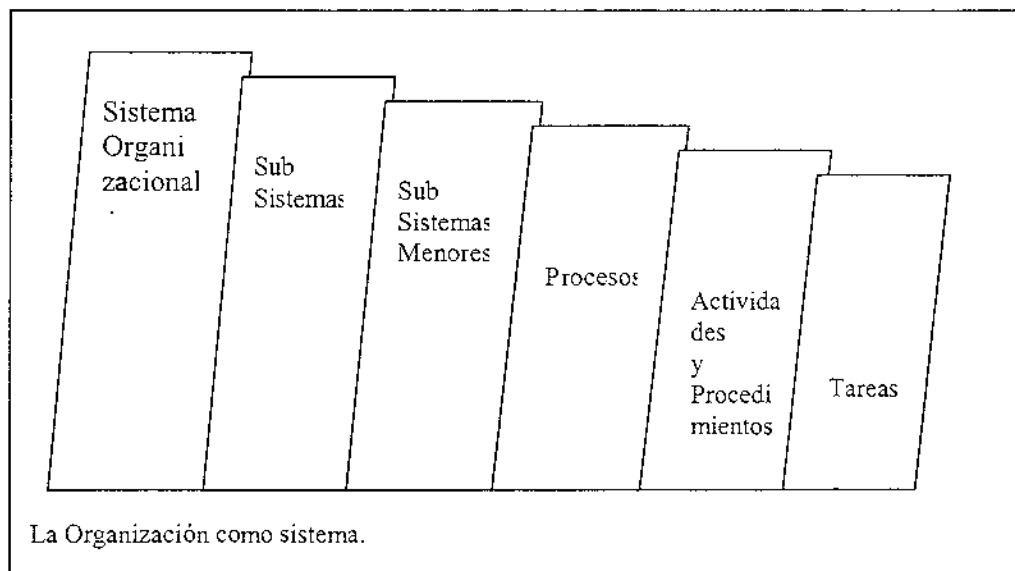 Sistema
Organi
zacional
Sub
Sistemas
Sub
Sistemas
Menores
Procesos
Activida
des
y
Procedi
mientos
Tareas
La Organización como sistema.